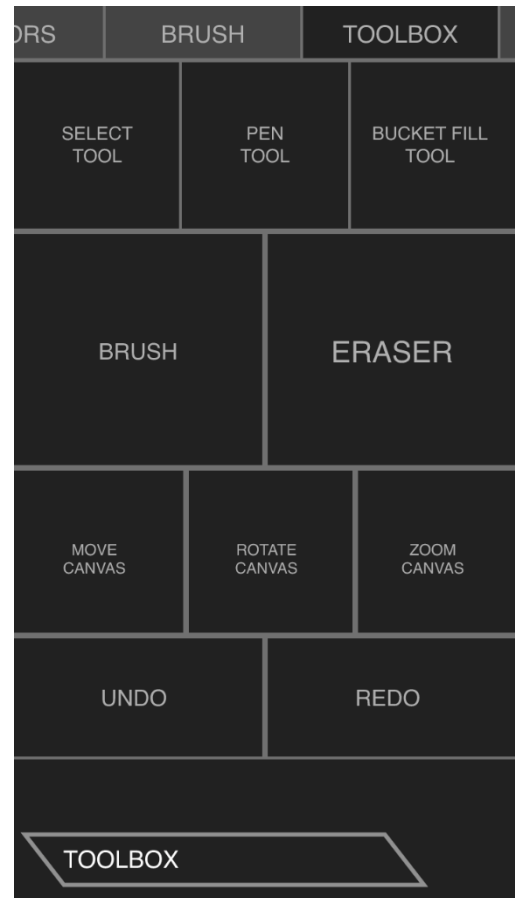 ORS BRUSH TOOLBOX
SELECT PEN BUCKET FILL
TOOL TOOL TOOL
BRUSH ERASER
MOVE ROTATE ZOOM
CANVAS CANVAS CANVAS
UNDO REDO
TOOLBOX